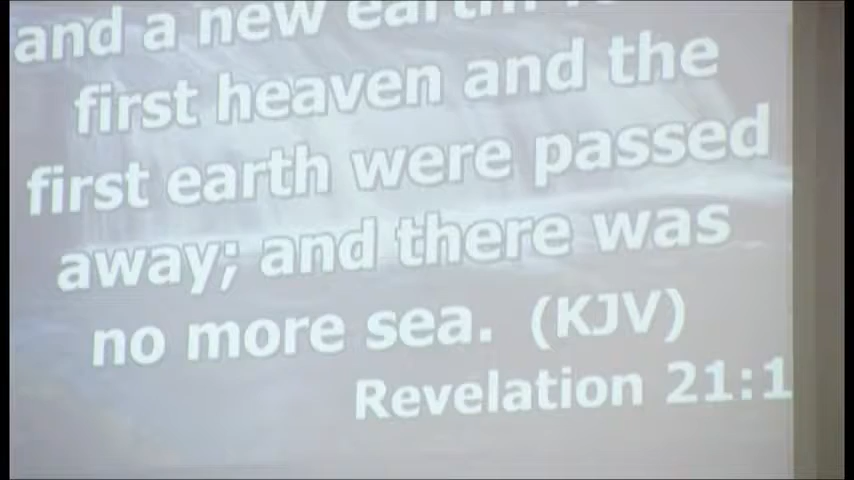 and a new earth
first heaven and the
first earth were passed
away; and there was
no more sea. (KJV)
Revelation 21:1